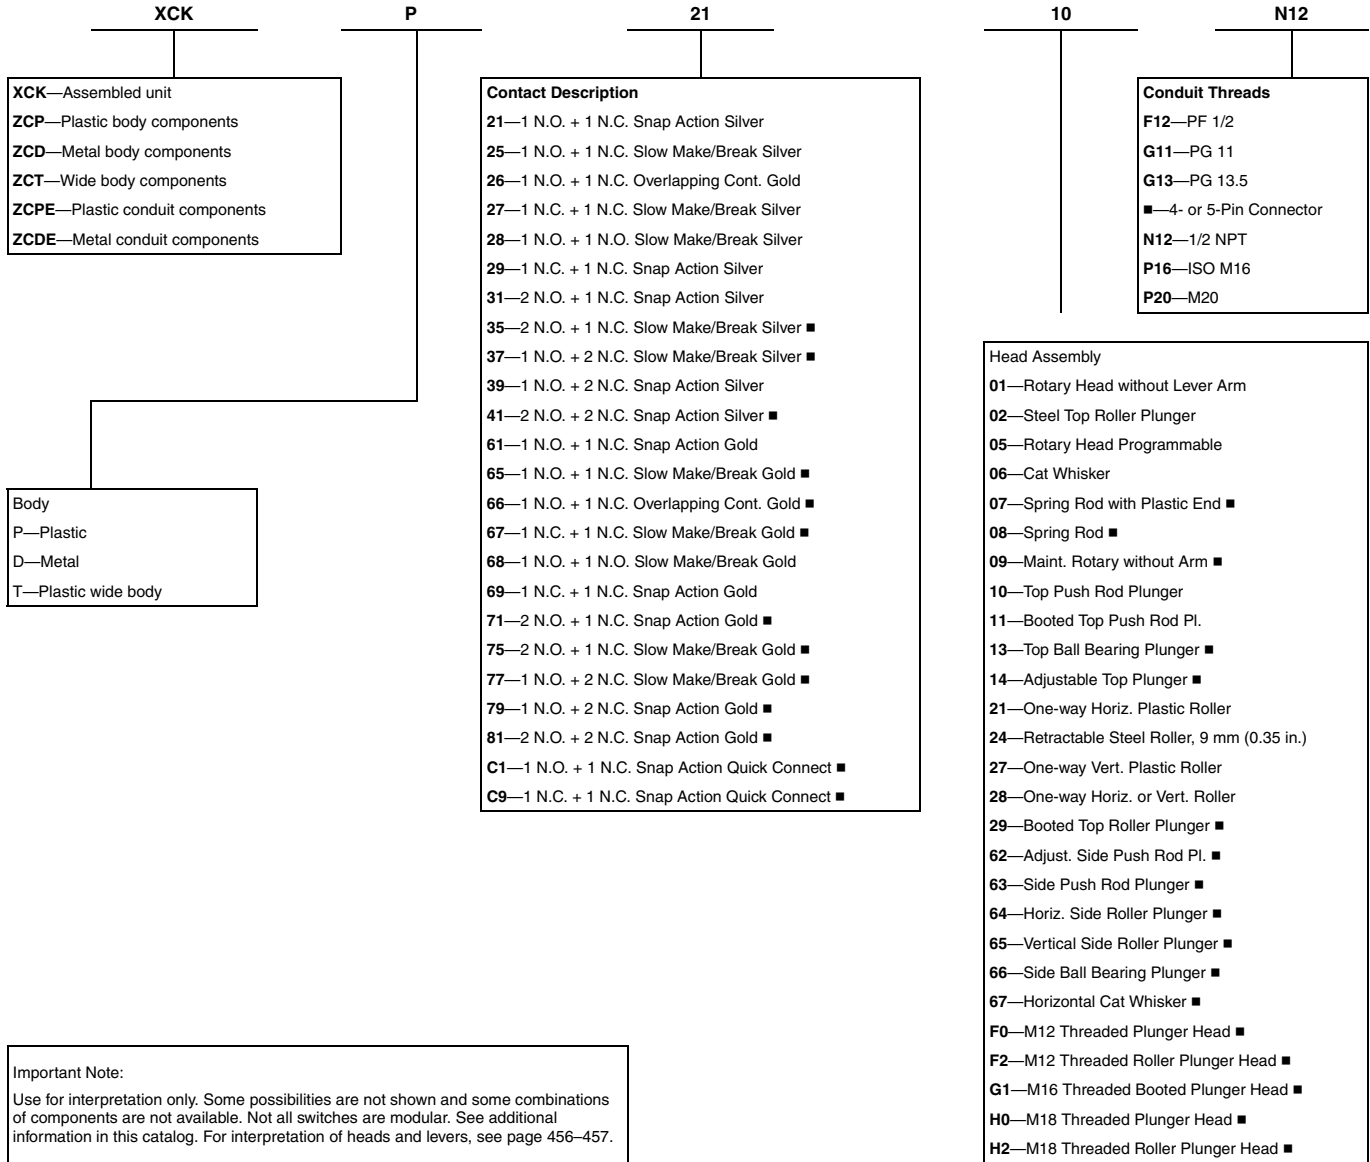 XCK P 21 10 N12
XCK—Assembled unit
ZCP—Plastic body components
ZCD—Metal body components
ZCT—Wide body components
ZCPE—Plastic conduit components
ZCDE—Metal conduit components
Body
P—Plastic
D—Metal
T—Plastic wide body
Contact Description
21—1 N.O. + 1 N.C. Snap Action Silver
25—1 N.O. + 1 N.C. Slow Make/Break Silver
26—1 N.O. + 1 N.C. Overlapping Cont. Gold
27—1 N.C. + 1 N.C. Slow Make/Break Silver
28—1 N.O. + 1 N.O. Slow Make/Break Silver
29—1 N.C. + 1 N.C. Snap Action Silver
31—2 N.O. + 1 N.C. Snap Action Silver
35—2 N.O. + 1 N.C. Slow Make/Break Silver ■
37—1 N.O. + 2 N.C. Slow Make/Break Silver ■
39—1 N.O. + 2 N.C. Snap Action Silver
41—2 N.O. + 2 N.C. Snap Action Silver ■
61—1 N.O. + 1 N.C. Snap Action Gold
65—1 N.O. + 1 N.C. Slow Make/Break Gold ■
66—1 N.O. + 1 N.C. Overlapping Cont. Gold ■
67—1 N.C. + 1 N.C. Slow Make/Break Gold ■
68—1 N.O. + 1 N.O. Slow Make/Break Gold
69—1 N.C. + 1 N.C. Snap Action Gold
71—2 N.O. + 1 N.C. Snap Action Gold ■
75—2 N.O. + 1 N.C. Slow Make/Break Gold ■
77—1 N.O. + 2 N.C. Slow Make/Break Gold ■
79—1 N.O. + 2 N.C. Snap Action Gold ■
81—2 N.O. + 2 N.C. Snap Action Gold ■
C1—1 N.O. + 1 N.C. Snap Action Quick Connect ■
C9—1 N.C. + 1 N.C. Snap Action Quick Connect ■
Conduit Threads
F12—PF 1/2
G11—PG 11
G13—PG 13.5
■—4- or 5-Pin Connector
N12—1/2 NPT
P16—ISO M16
P20—M20
Head Assembly
01—Rotary Head without Lever Arm
02—Steel Top Roller Plunger
05—Rotary Head Programmable
06—Cat Whisker
07—Spring Rod with Plastic End ■
08—Spring Rod ■
09—Maint. Rotary without Arm ■
10—Top Push Rod Plunger
11—Booted Top Push Rod Pl.
13—Top Ball Bearing Plunger ■
14—Adjustable Top Plunger ■
21—One-way Horiz. Plastic Roller
24—Retractable Steel Roller, 9 mm (0.35 in.)
27—One-way Vert. Plastic Roller
28—One-way Horiz. or Vert. Roller
29—Booted Top Roller Plunger ■
62—Adjust. Side Push Rod Pl. ■
63—Side Push Rod Plunger ■
64—Horiz. Side Roller Plunger ■
65—Vertical Side Roller Plunger ■
66—Side Ball Bearing Plunger ■
67—Horizontal Cat Whisker ■
F0—M12 Threaded Plunger Head ■
F2—M12 Threaded Roller Plunger Head ■
G1—M16 Threaded Booted Plunger Head ■
H0—M18 Threaded Plunger Head ■
H2—M18 Threaded Roller Plunger Head ■
Important Note:
Use for interpretation only. Some possibilities are not shown and some combinations
of components are not available. Not all switches are modular. See additional
information in this catalog. For interpretation of heads and levers, see page 456–457.